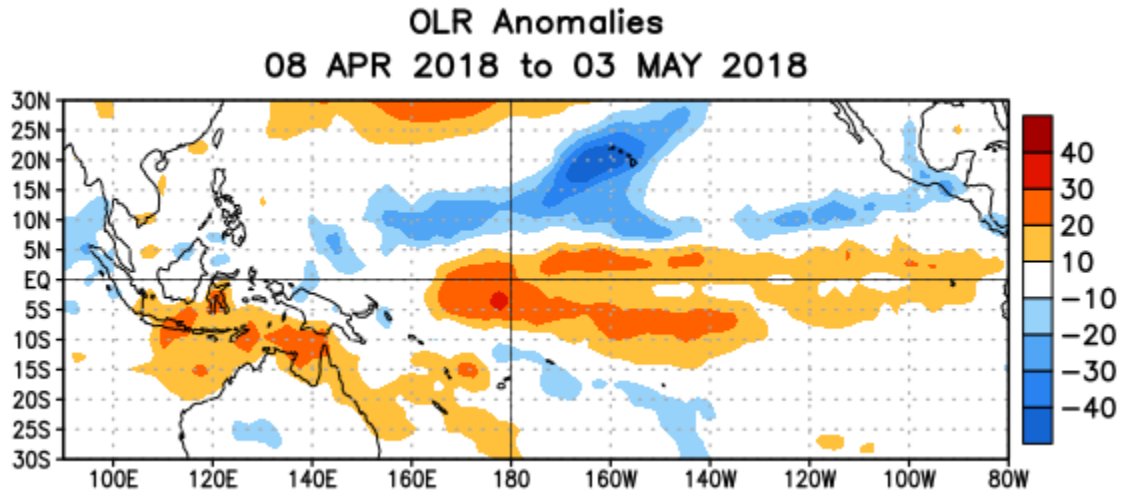 OLR Anomalies
08 APR 2018 to 03 MAY 2018
30N
25N
20N
15N
10N
5N
EQ
5S
10S
15S
20S
25S
30S
100E 120E 140E 160E 180 160W 140W 120W 100W 80W
40
30
20
10
-10
-20
-30
-40